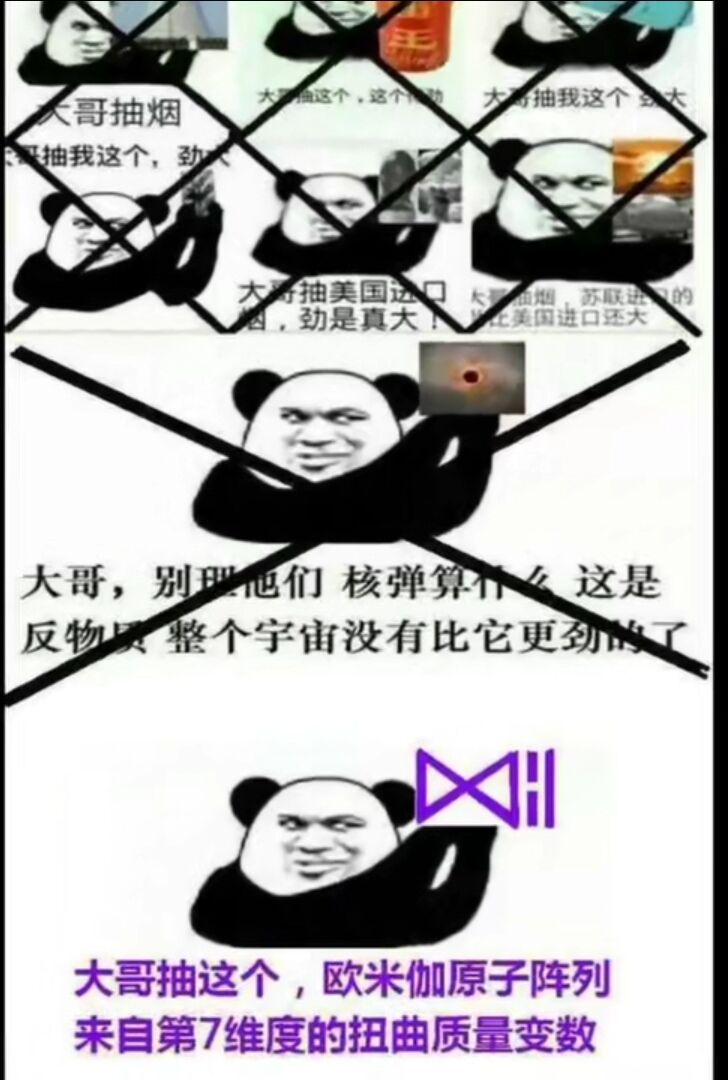 王
大哥抽烟
大哥抽这个，这个
大哥抽我这个 劲大
大哥抽我这个，劲大
大哥抽美国进口
烟，劲是真大！
大哥抽烟，苏联进口的
比美国进口还大
大哥，别理他们 核弹算什么 这是
反物质 整个宇宙没有比它更劲的了
大哥抽这个，欧米伽原子阵列
来自第7维度的扭曲质量变数